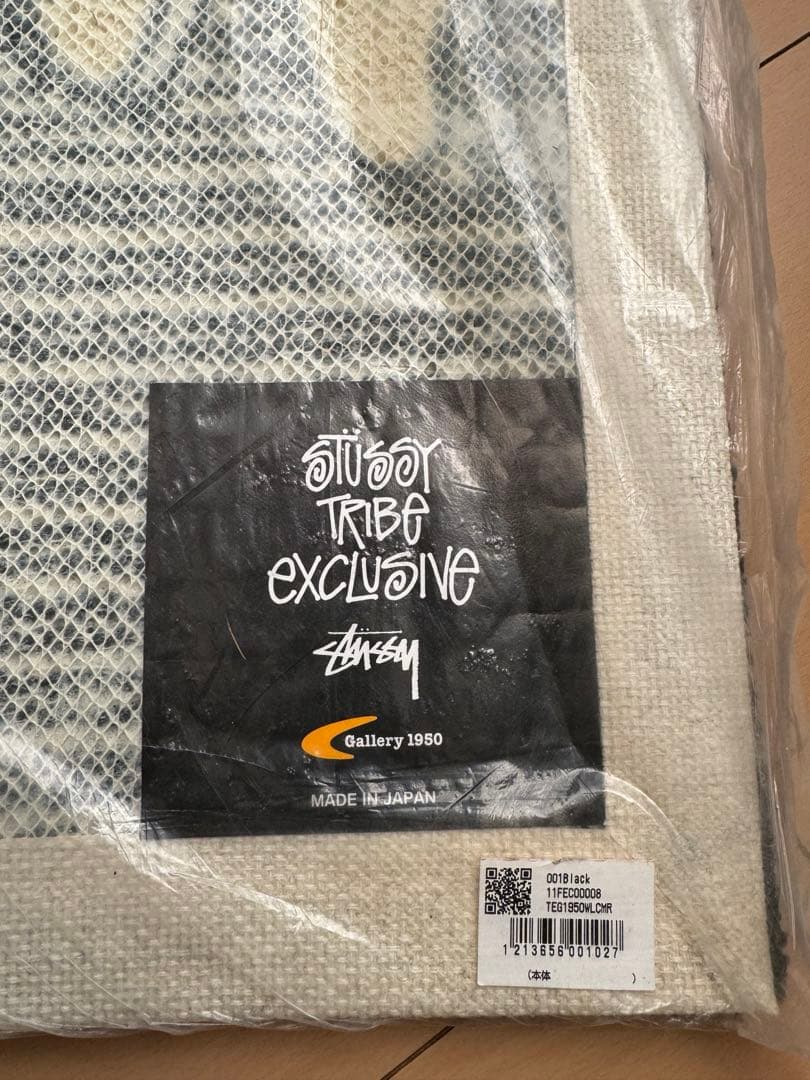 STÜSSY
TRIBE
EXCLUSIVE
Stüssy
Gallery 1950
MADE IN JAPAN
001Black
11FEC00008
TEG1950WLCMR
1213656001027
(本体 )